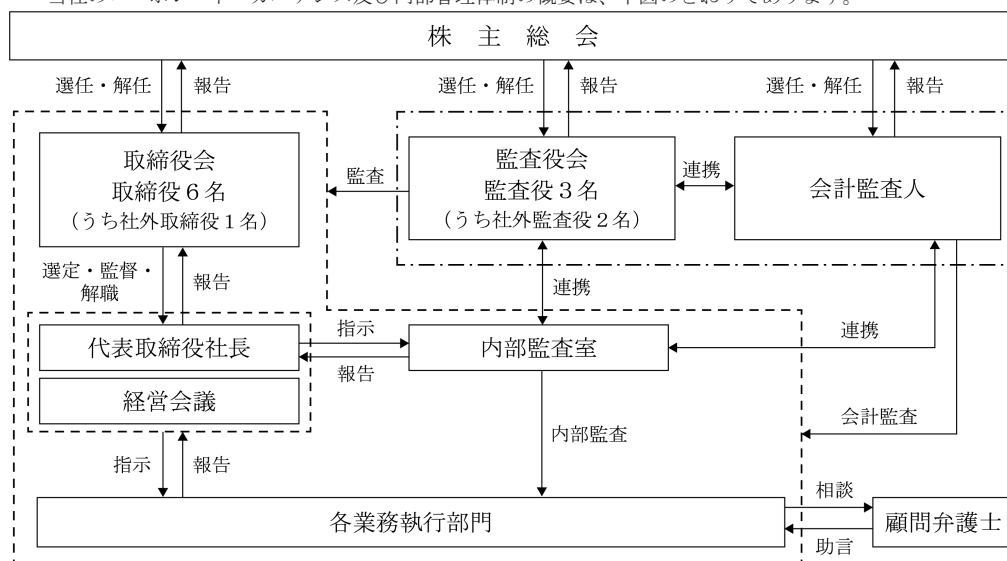 株主総会
選任・解任
報告
選任・解任
報告
選任・解任
報告
取締役会
取締役6名
（うち社外取締役1名）
監査
監査役会
監査役3名
（うち社外監査役2名）
連携
会計監査人
選定・監督・
解職
報告
連携
代表取締役社長
指示
報告
内部監査室
連携
経営会議
内部監査
会計監査
指示
報告
各業務執行部門
相談
助言
顧問弁護士